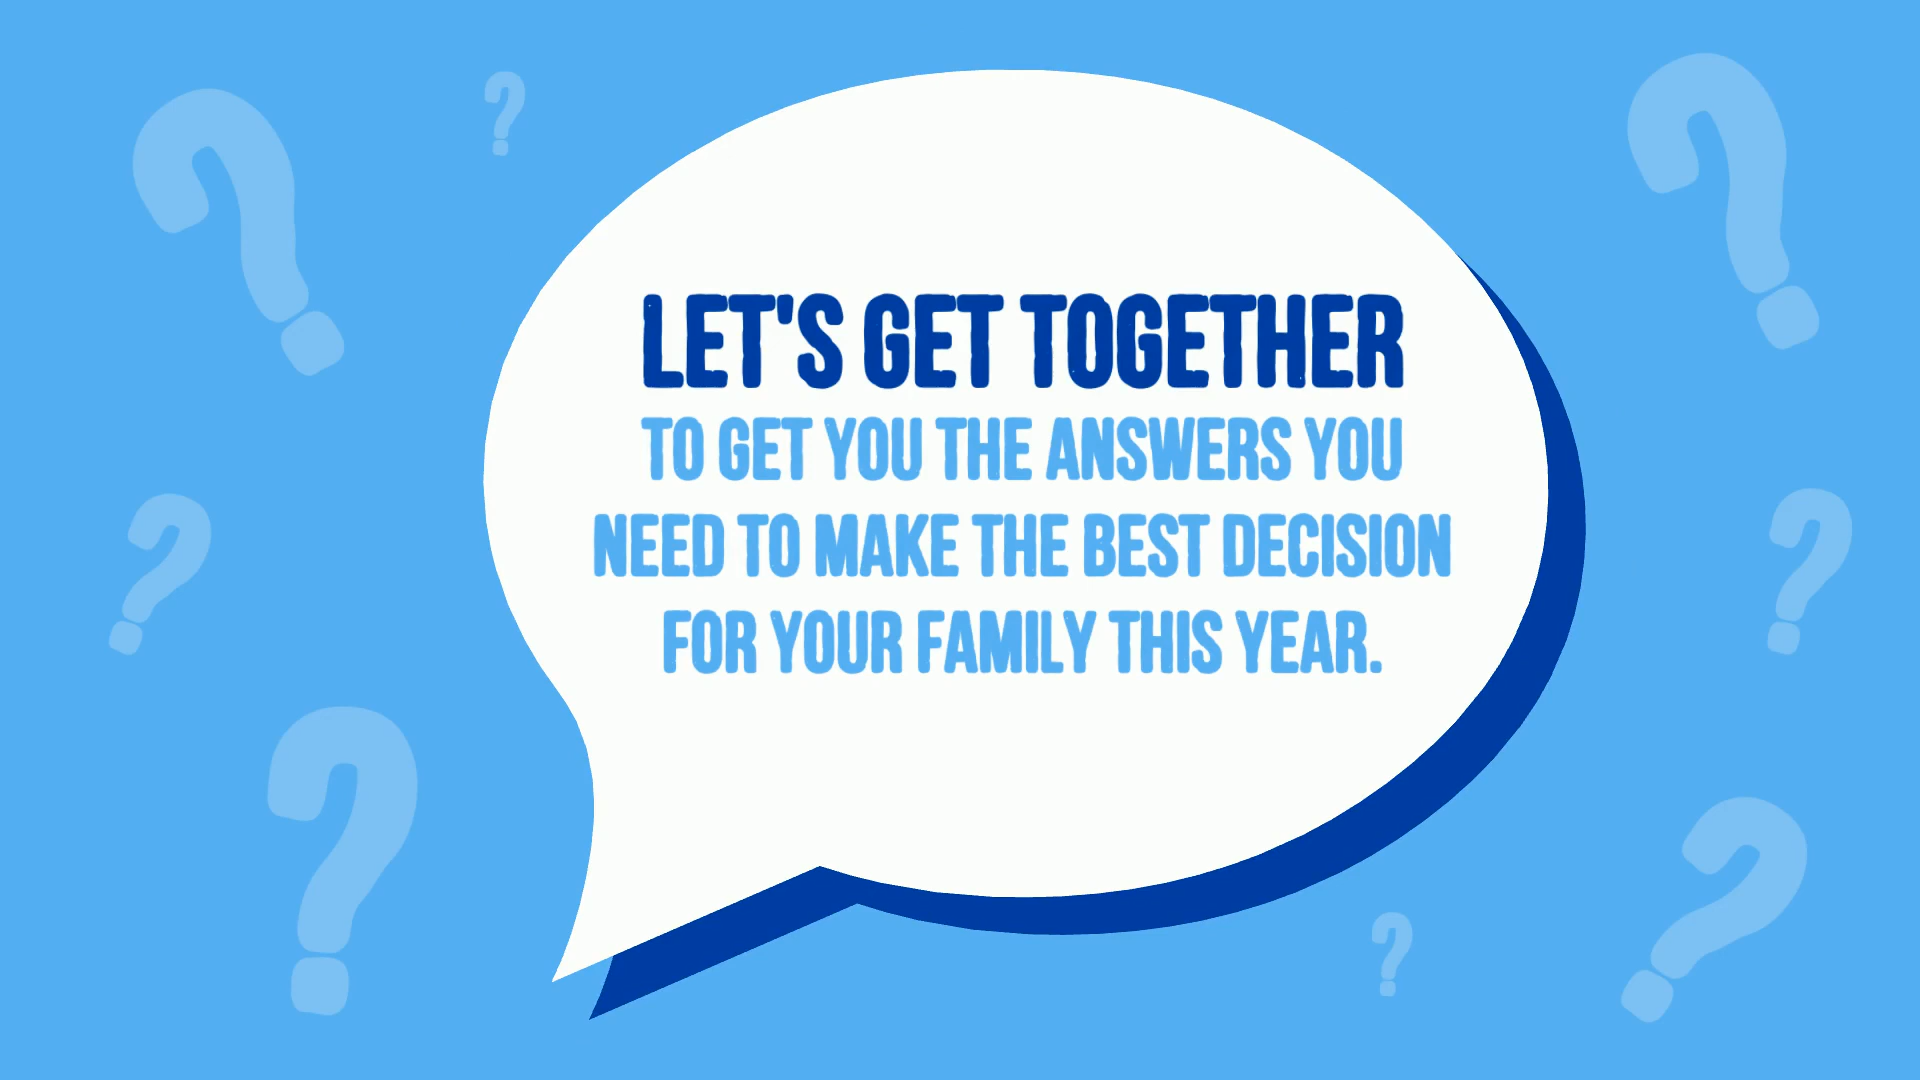 LET'S GET TOGETHER
TO GET YOU THE ANSWERS YOU
NEED TO MAKE THE BEST DECISION
FOR YOUR FAMILY THIS YEAR.